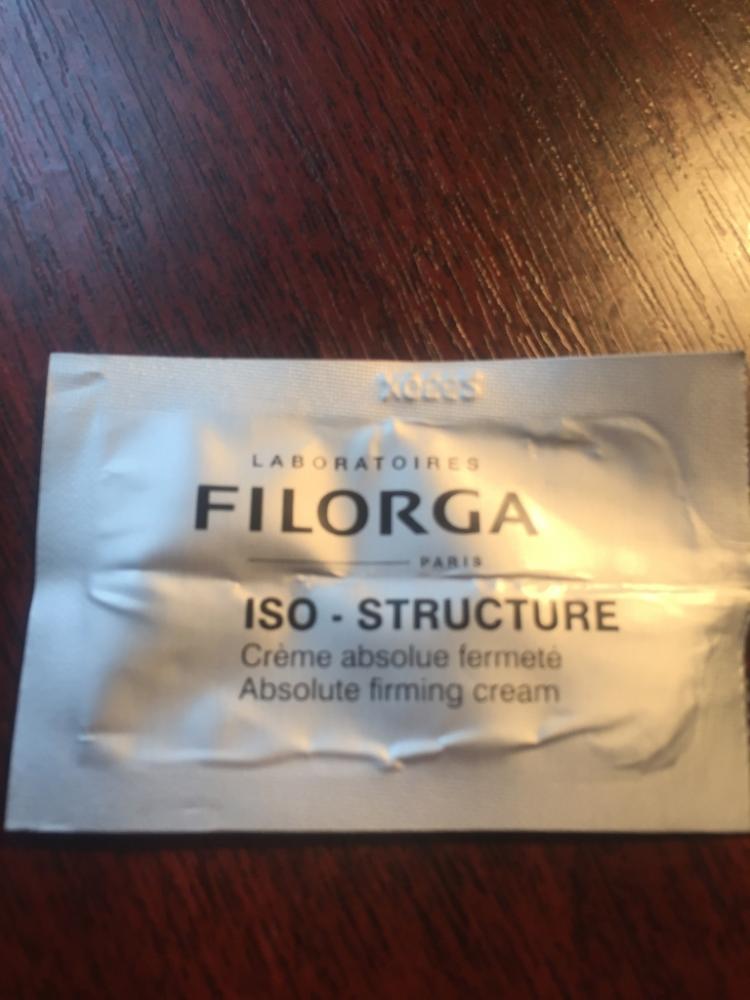 LABORATOIRES
FILORGA
PARIS
ISO - STRUCTURE
Crème absolue fermeté
Absolute firming cream